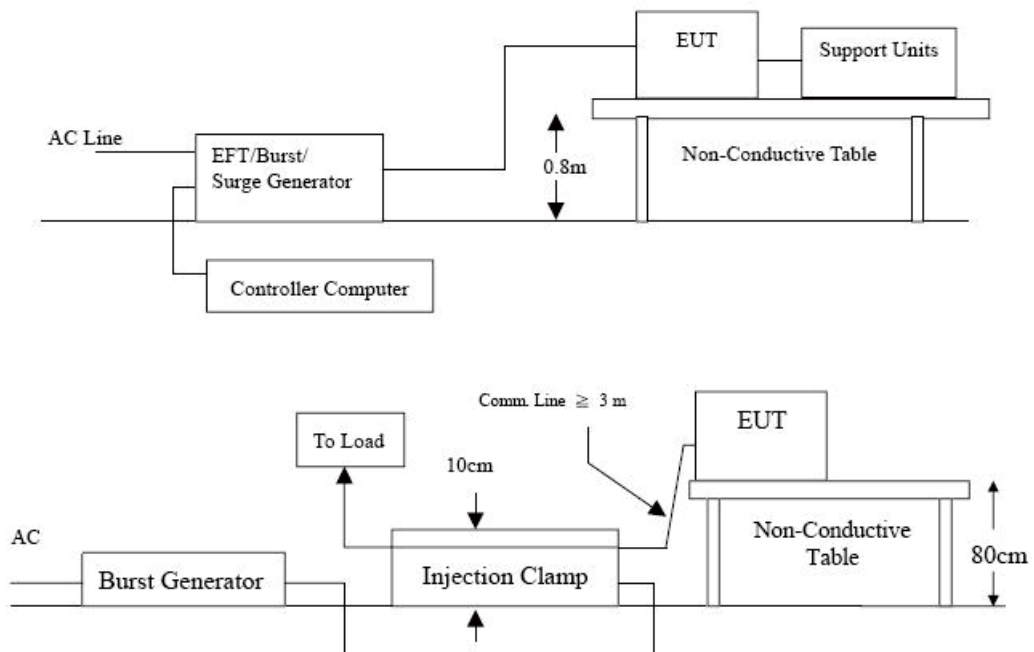 EUT
Support Units
AC Line
EFT/Burst/
Surge Generator
0.8m
Non-Conductive Table
Controller Computer
Comm. Line ≧ 3 m
EUT
To Load
10cm
AC
Burst Generator
Injection Clamp
Non-Conductive
Table
80cm